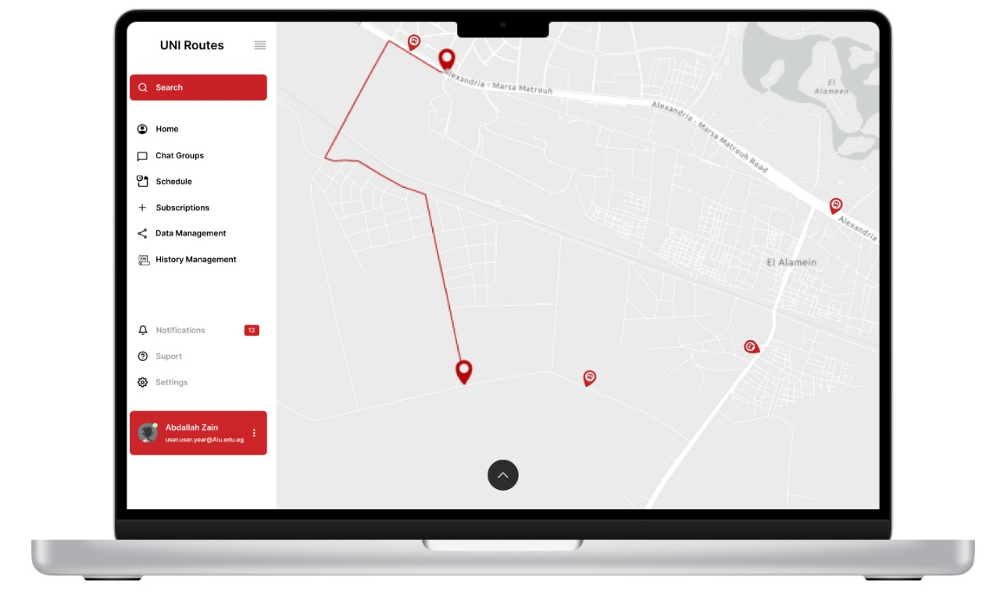 UNI Routes
Search
Home
Chat Groups
Schedule
Subscriptions
Data Management
History Management
Notifications
12
Suport
Settings
Abdallah Zain
user.user.year@Aiu.edu.eg
Alexandria - Marsa Matrouh
Alexandria - Marsa Matrouh Road
El
Alameen
Alexandria
El Alamein